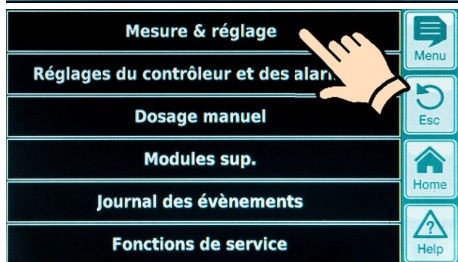 Mesure & réglage
Menu
Réglages du contrôleur et des
Esc
Dosage manuel
Modules sup.
Home
Journal des évènements
Help
Fonctions de service